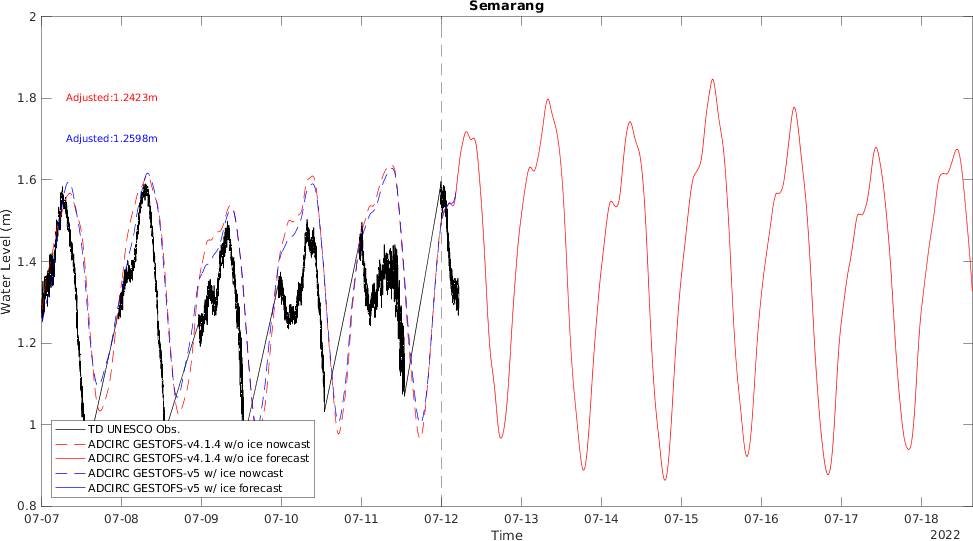 Semarang
2
1.8
1.6
1.4
1.2
1
0.8
Water Level (m)
Adjusted:1.2423m
Adjusted:1.2598m
TD UNESCO Obs.
ADCIRC GESTOFS-v4.1.4 w/o ice nowcast
ADCIRC GESTOFS-v4.1.4 w/o ice forecast
ADCIRC GESTOFS-v5 w/ ice nowcast
ADCIRC GESTOFS-v5 w/ ice forecast
07-07 07-08 07-09 07-10 07-11 07-12 07-13 07-14 07-15 07-16 07-17 07-18
Time
2022